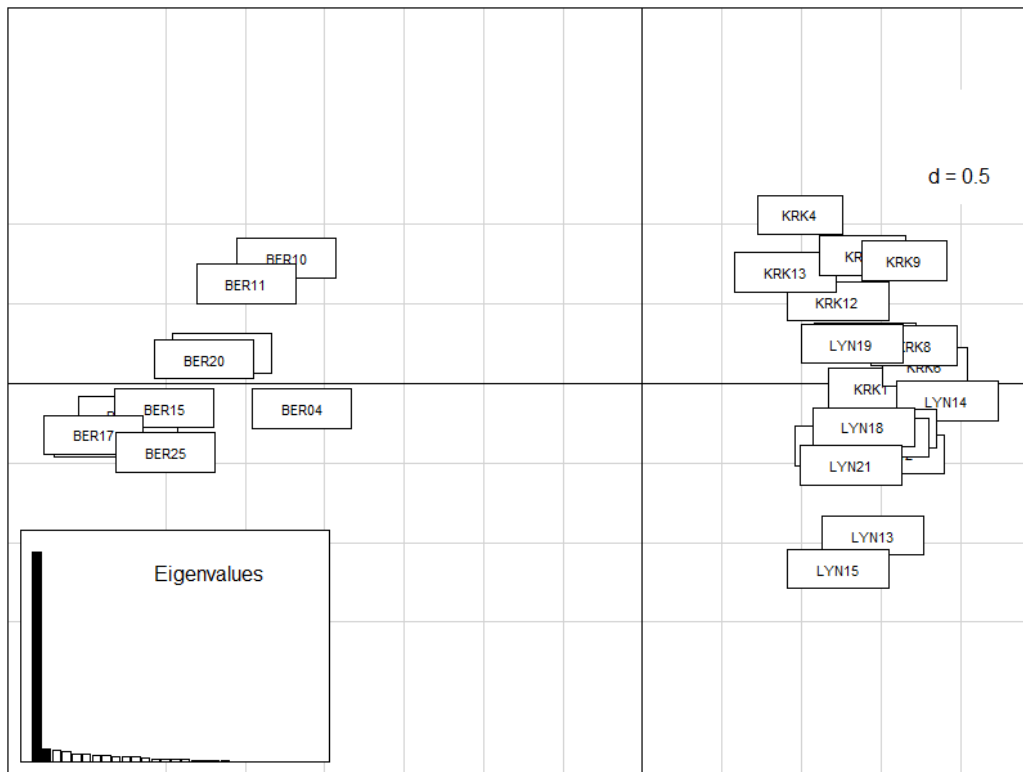 d = 0.5
KRK4
BER10
KRK9
BER11
KRK13
KRK12
LYN19
KRK8
BER20
KRK1
LYN14
BER15
BER04
LYN18
BER17
BER25
LYN21
LYN13
LYN15
Eigenvalues